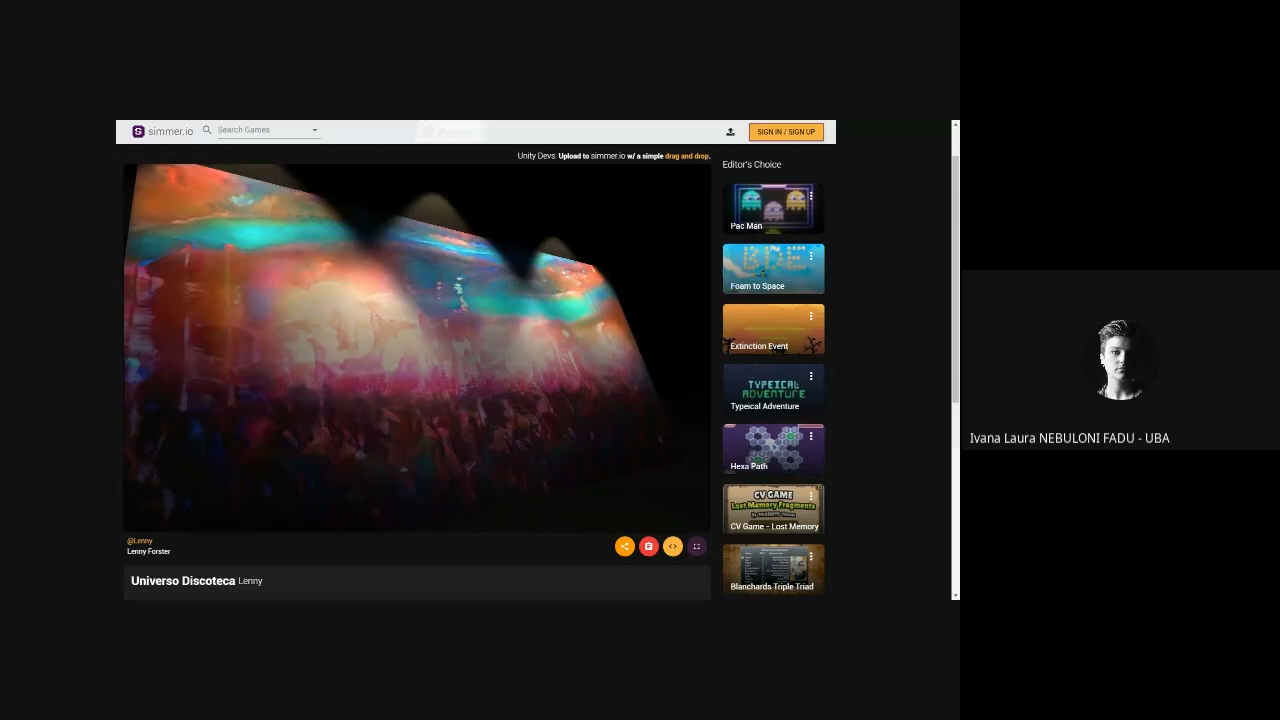 simmer.io
Search Games
SIGN IN / SIGN UP
Unity Devs: Upload to simmer.io w/ a simple drag and drop.
Editor's Choice
Pac Man
Foam to Space
Extinction Event
TYPEICAL
ADVENTURE
Typeical Adventure
Hexa Path
CV GAME
Lost Memory Fragments
CV Game - Lost Memory
Blanchards Triple Triad
@Lenny
Lenny Forster
Universo Discoteca Lenny
Ivana Laura NEBULONI FADU - UBA